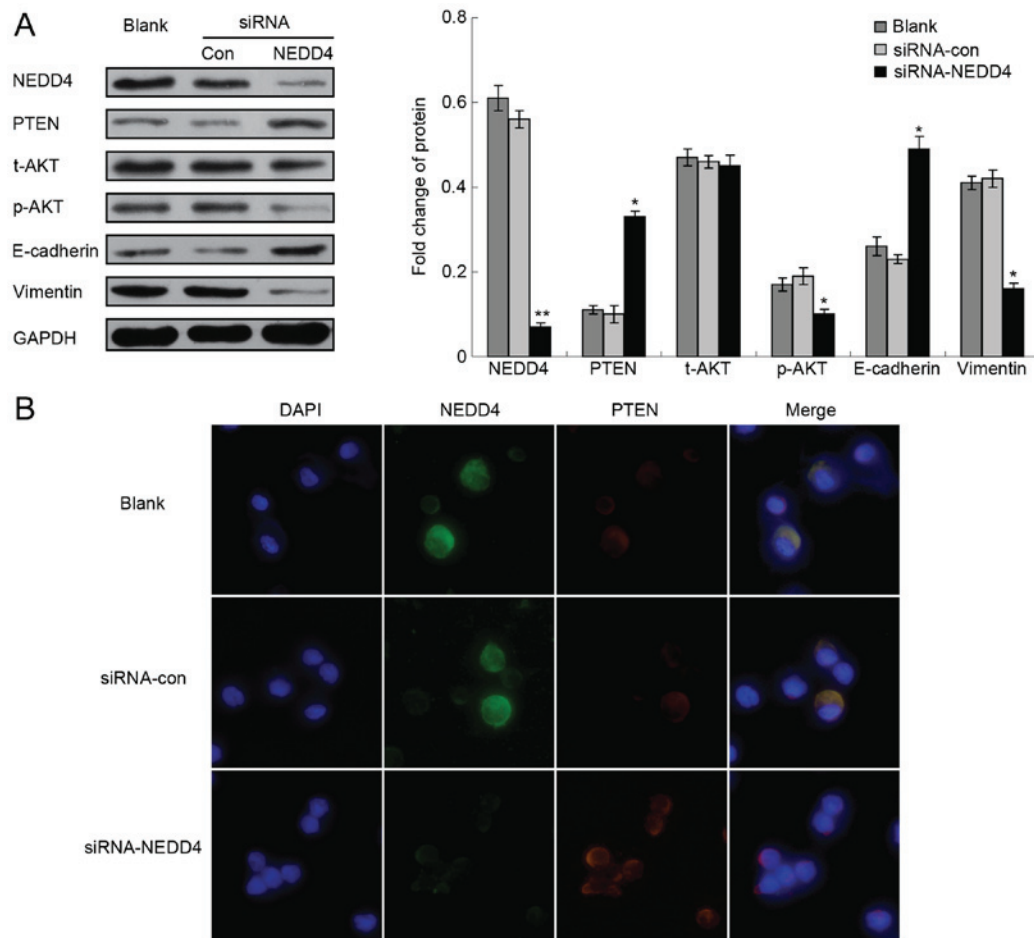 A
Blank
siRNA
Con
NEDD4
NEDD4
PTEN
t-AKT
p-AKT
E-cadherin
Vimentin
GAPDH
Fold change of protein
0.8
0.6
0.4
0.2
0
Blank
siRNA-con
siRNA-NEDD4
**
*
*
*
*
NEDD4 PTEN t-AKT p-AKT E-cadherin Vimentin
B
DAPI NEDD4 PTEN Merge
Blank
siRNA-con
siRNA-NEDD4